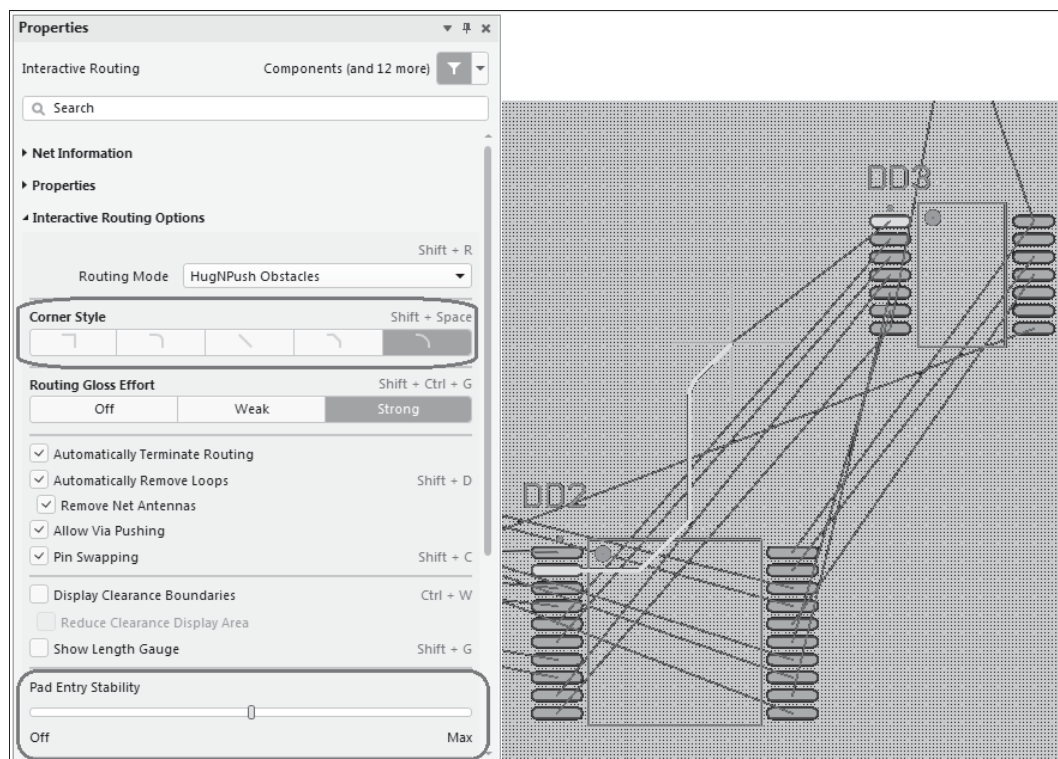 Properties
Interactive Routing
Components (and 12 more)
Search
Net Information
Properties
Interactive Routing Options
Shift + R
Routing Mode
HugNPush Obstacles
Corner Style
Shift + Space
Routing Gloss Effort
Shift + Ctrl + G
Off
Weak
Strong
Automatically Terminate Routing
Automatically Remove Loops
Shift + D
Remove Net Antennas
Allow Via Pushing
Pin Swapping
Shift + C
Display Clearance Boundaries
Ctrl + W
Reduce Clearance Display Area
Show Length Gauge
Shift + G
Pad Entry Stability
Off
Max
DD3
DD2